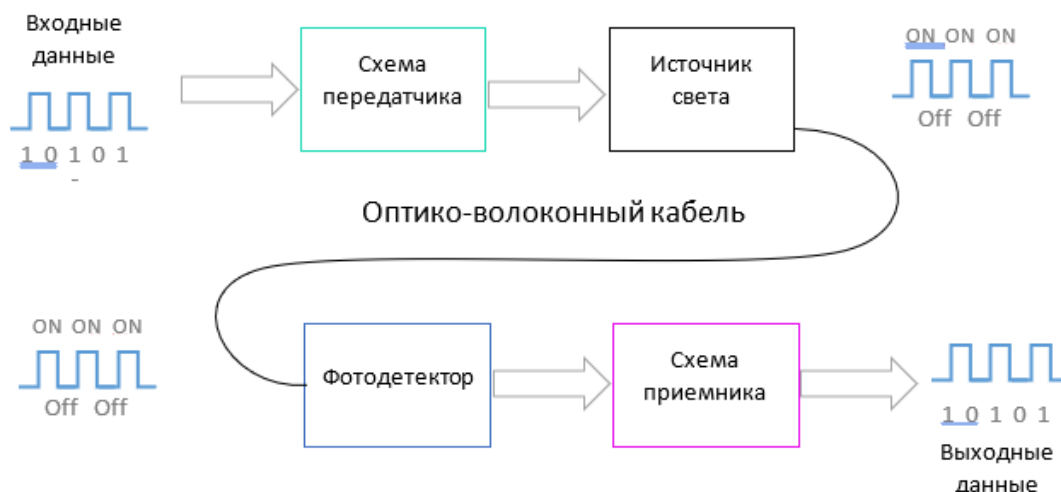 Входные
данные
1 0 1 0 1
Схема
передатчика
Источник
света
ON ON ON
Off Off
Оптико-волоконный кабель
ON ON ON
Off Off
Фотодетектор
Схема
приемника
1 0 1 0 1
Выходные
данные